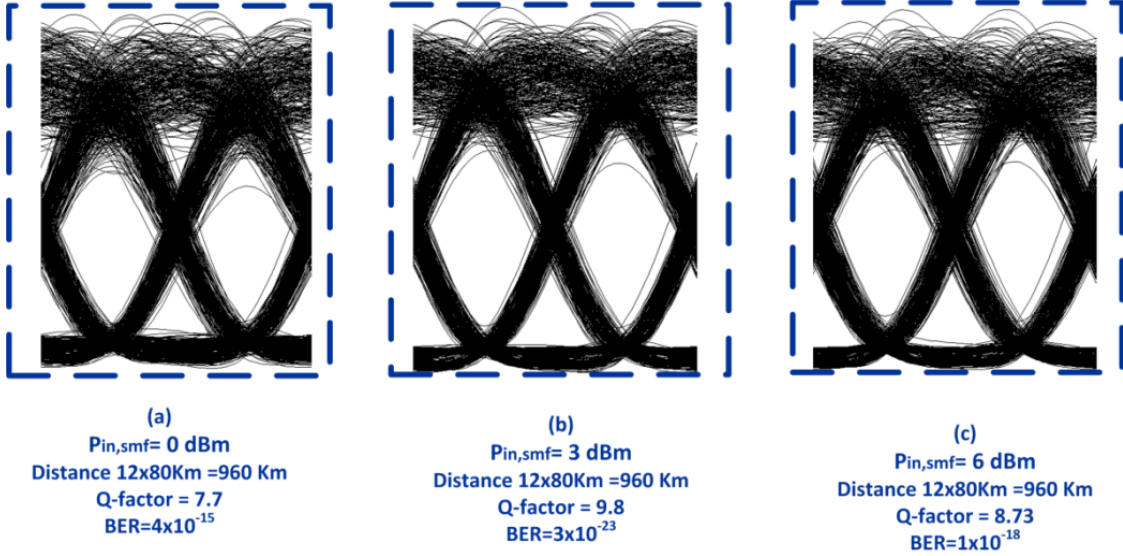 (a)
Pin,smf= 0 dBm
Distance 12x80Km =960 Km
Q-factor = 7.7
BER=4x10⁻¹⁵
(b)
Pin,smf= 3 dBm
Distance 12x80Km =960 Km
Q-factor = 9.8
BER=3x10⁻²³
(c)
Pin,smf= 6 dBm
Distance 12x80Km =960 Km
Q-factor = 8.73
BER=1x10⁻¹⁸